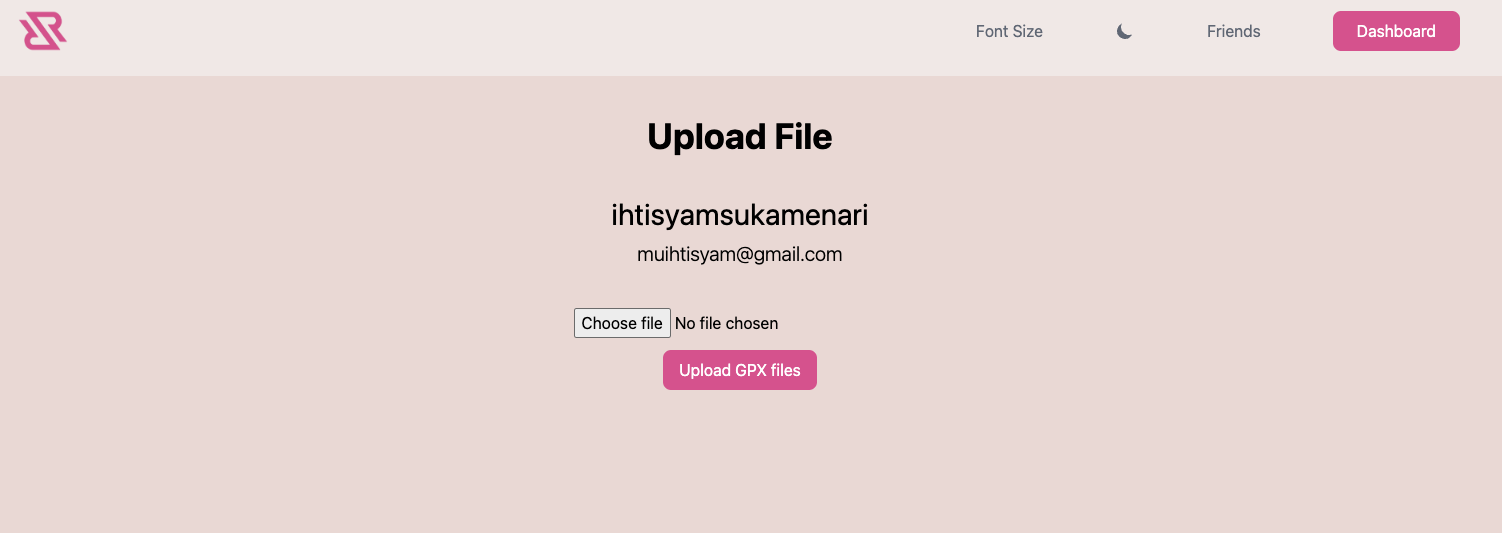 Font Size Friends Dashboard
Upload File
ihtisyamsukamenari
muihtisyam@gmail.com
Choose file No file chosen
Upload GPX files